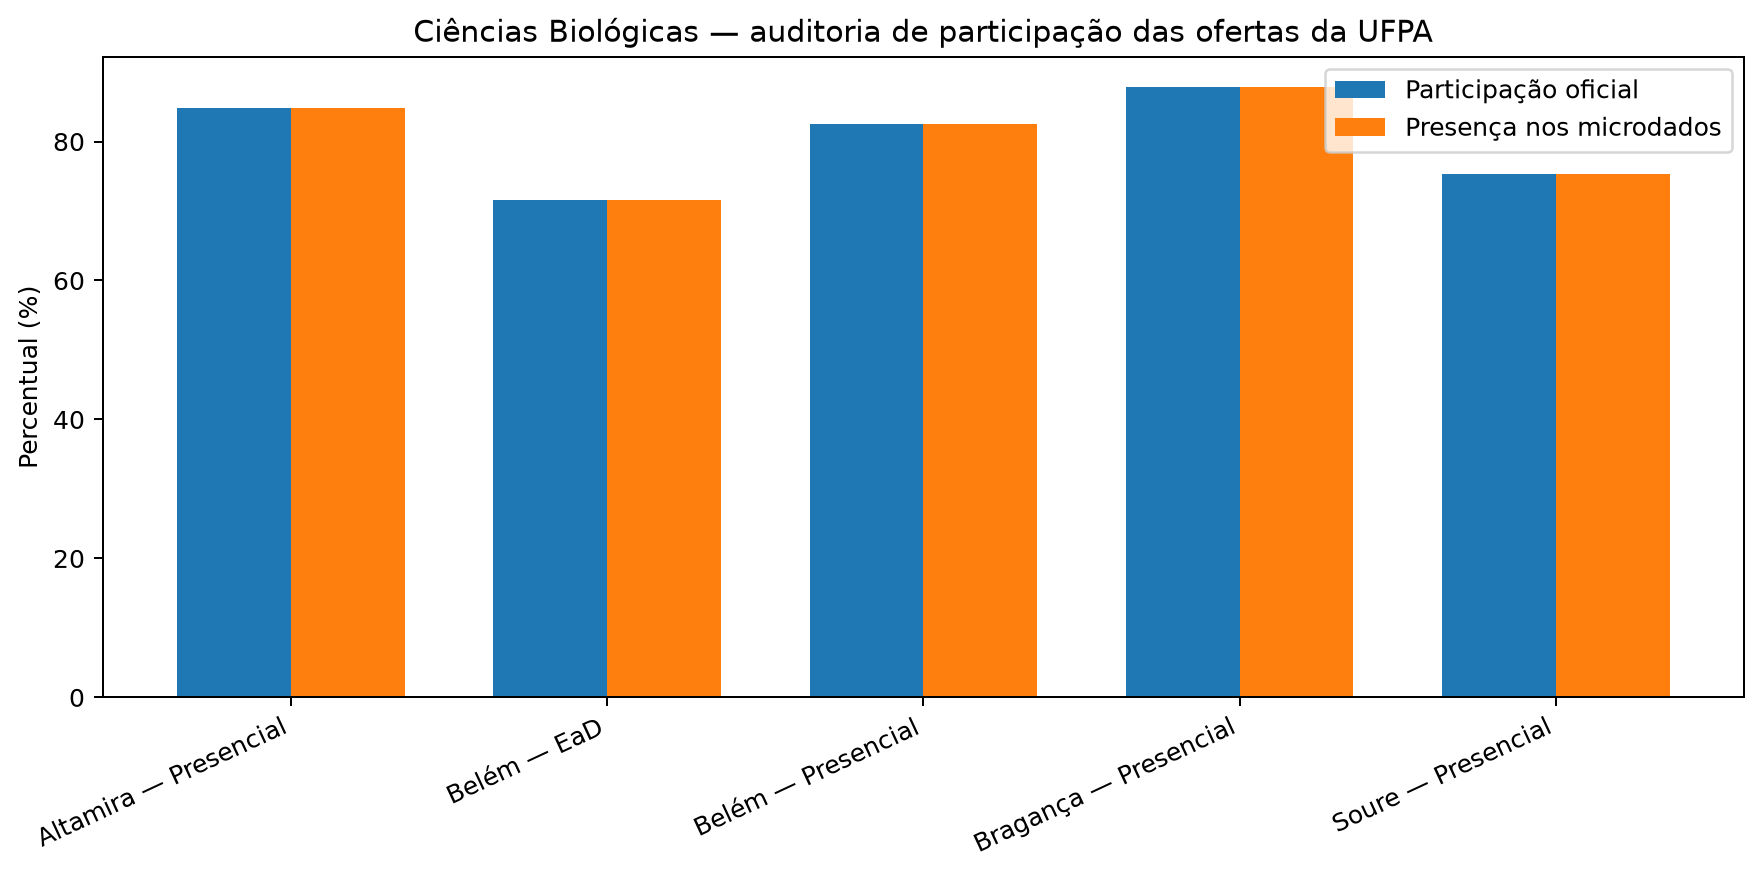 Ciências Biológicas — auditoria de participação das ofertas da UFPA
Participação oficial
Presença nos microdados
Percentual (%)
80
60
40
20
0
Altamira — Presencial
Belém — EaD
Belém — Presencial
Bragança — Presencial
Soure — Presencial